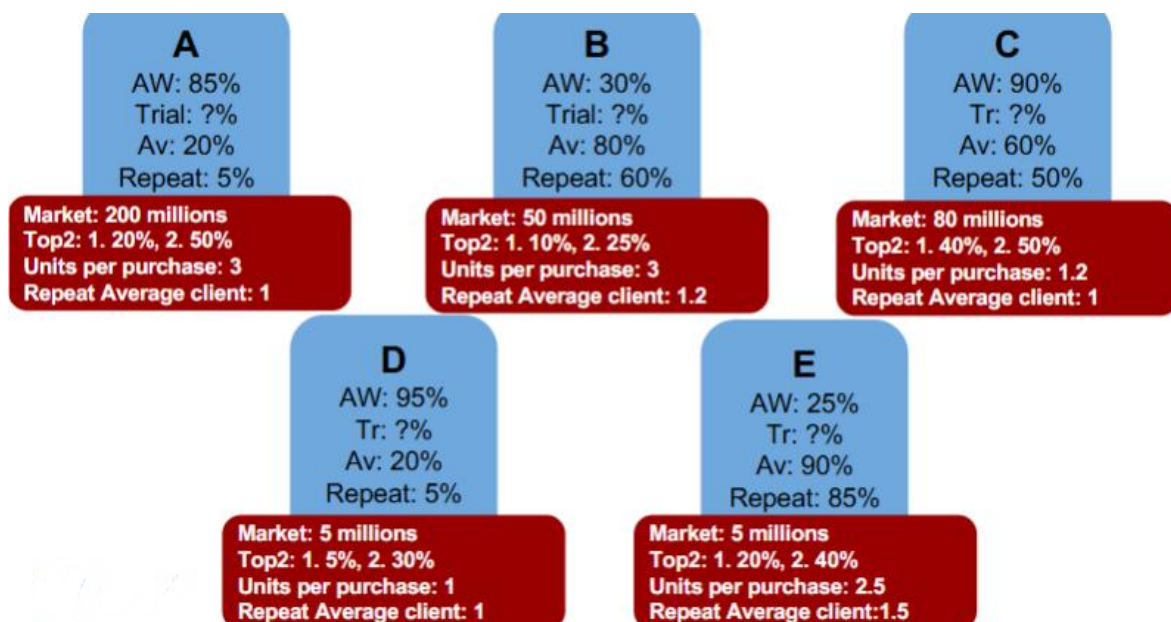 A
AW: 85%
Trial: ?%
Av: 20%
Repeat: 5%
Market: 200 millions
Top2: 1. 20%, 2. 50%
Units per purchase: 3
Repeat Average client: 1
B
AW: 30%
Trial: ?%
Av: 80%
Repeat: 60%
Market: 50 millions
Top2: 1. 10%, 2. 25%
Units per purchase: 3
Repeat Average client: 1.2
C
AW: 90%
Tr: ?%
Av: 60%
Repeat: 50%
Market: 80 millions
Top2: 1. 40%, 2. 50%
Units per purchase: 1.2
Repeat Average client: 1
D
AW: 95%
Tr: ?%
Av: 20%
Repeat: 5%
Market: 5 millions
Top2: 1. 5%, 2. 30%
Units per purchase: 1
Repeat Average client: 1
E
AW: 25%
Tr: ?%
Av: 90%
Repeat: 85%
Market: 5 millions
Top2: 1. 20%, 2. 40%
Units per purchase: 2.5
Repeat Average client:1.5